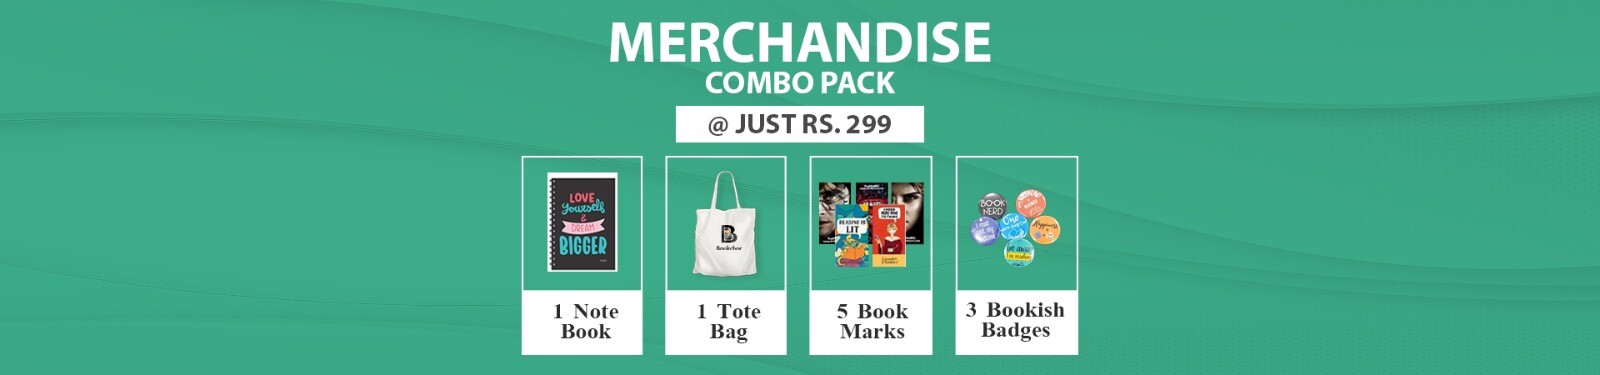 MERCHANDISE
COMBO PACK
@ JUST RS. 299
LOVE
Yourself
&
DREAM
BIGGER
B
Bookchor
READING IS
LIT
BOOK
NERD
Happiness
1 Note
Book
1 Tote
Bag
5 Book
Marks
3 Bookish
Badges